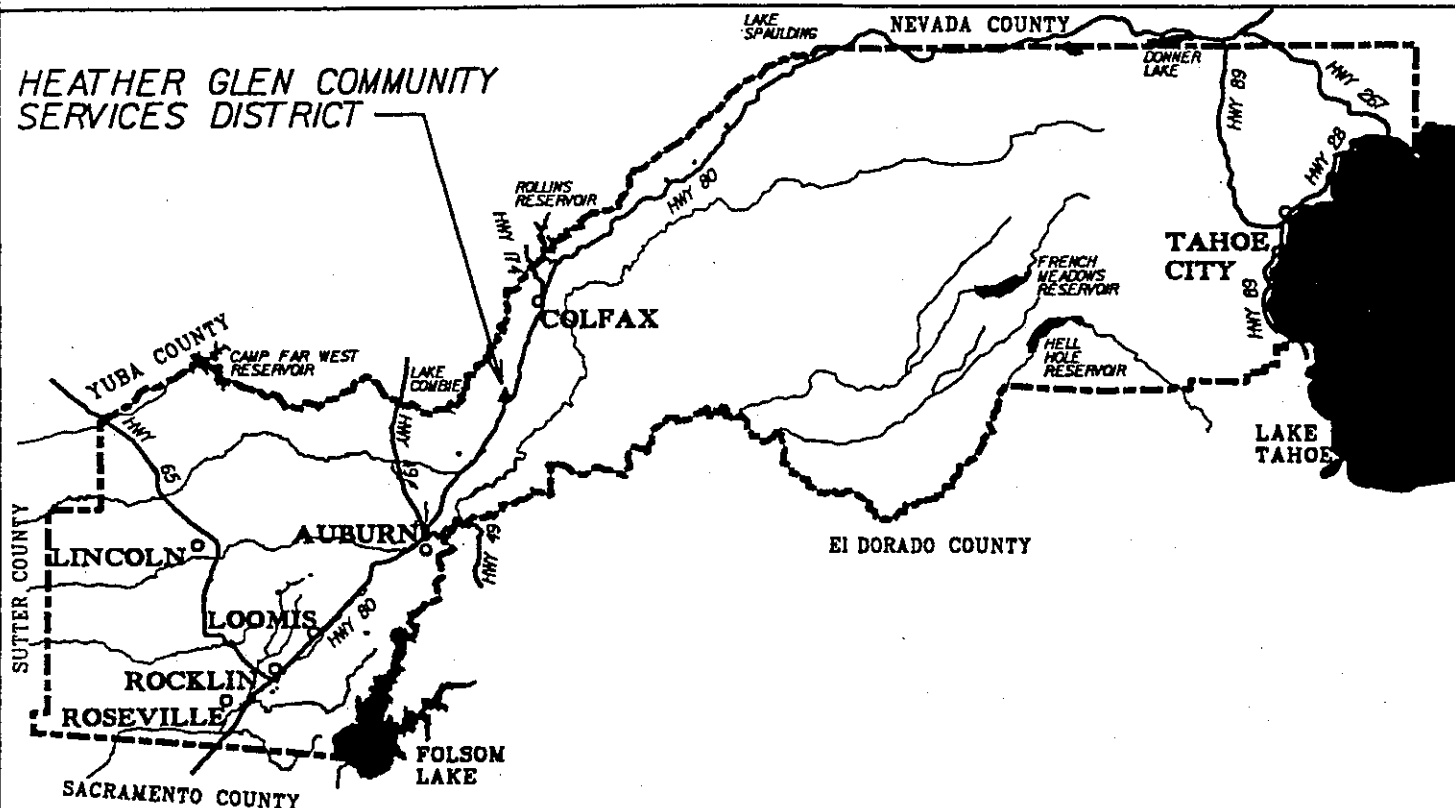 LAKE
SPAULDING
NEVADA COUNTY
DONNER
LAKE
HWY 89
HWY 267
HEATHER GLEN COMMUNITY
SERVICES DISTRICT
HWY 28
ROLLINS
RESERVOIR
HWY 80
HWY 174
TAHOE
CITY
FRENCH
MEADOWS
RESERVOIR
HWY 89
COLFAX
YUBA COUNTY
CAMP FAR WEST
RESERVOIR
LAKE
COMBIE
HELL
HOLE
RESERVOIR
HWY 65
HWY 49
LAKE
TAHOE
SUTTER COUNTY
AUBURN
HWY 49
El DORADO COUNTY
LINCOLN
LOOMIS
HWY 80
ROCKLIN
ROSEVILLE
FOLSOM
LAKE
SACRAMENTO COUNTY